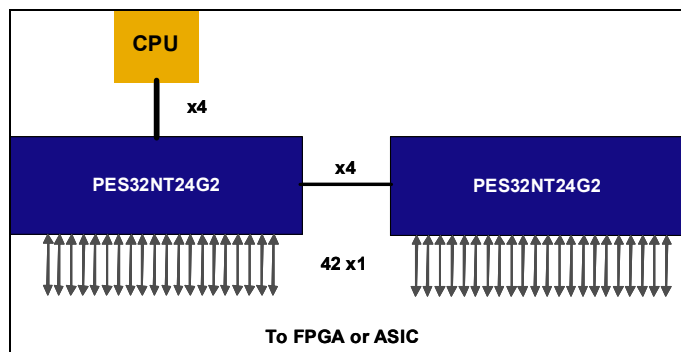 CPU
x4
PES32NT24G2
x4
PES32NT24G2
42 x1
To FPGA or ASIC